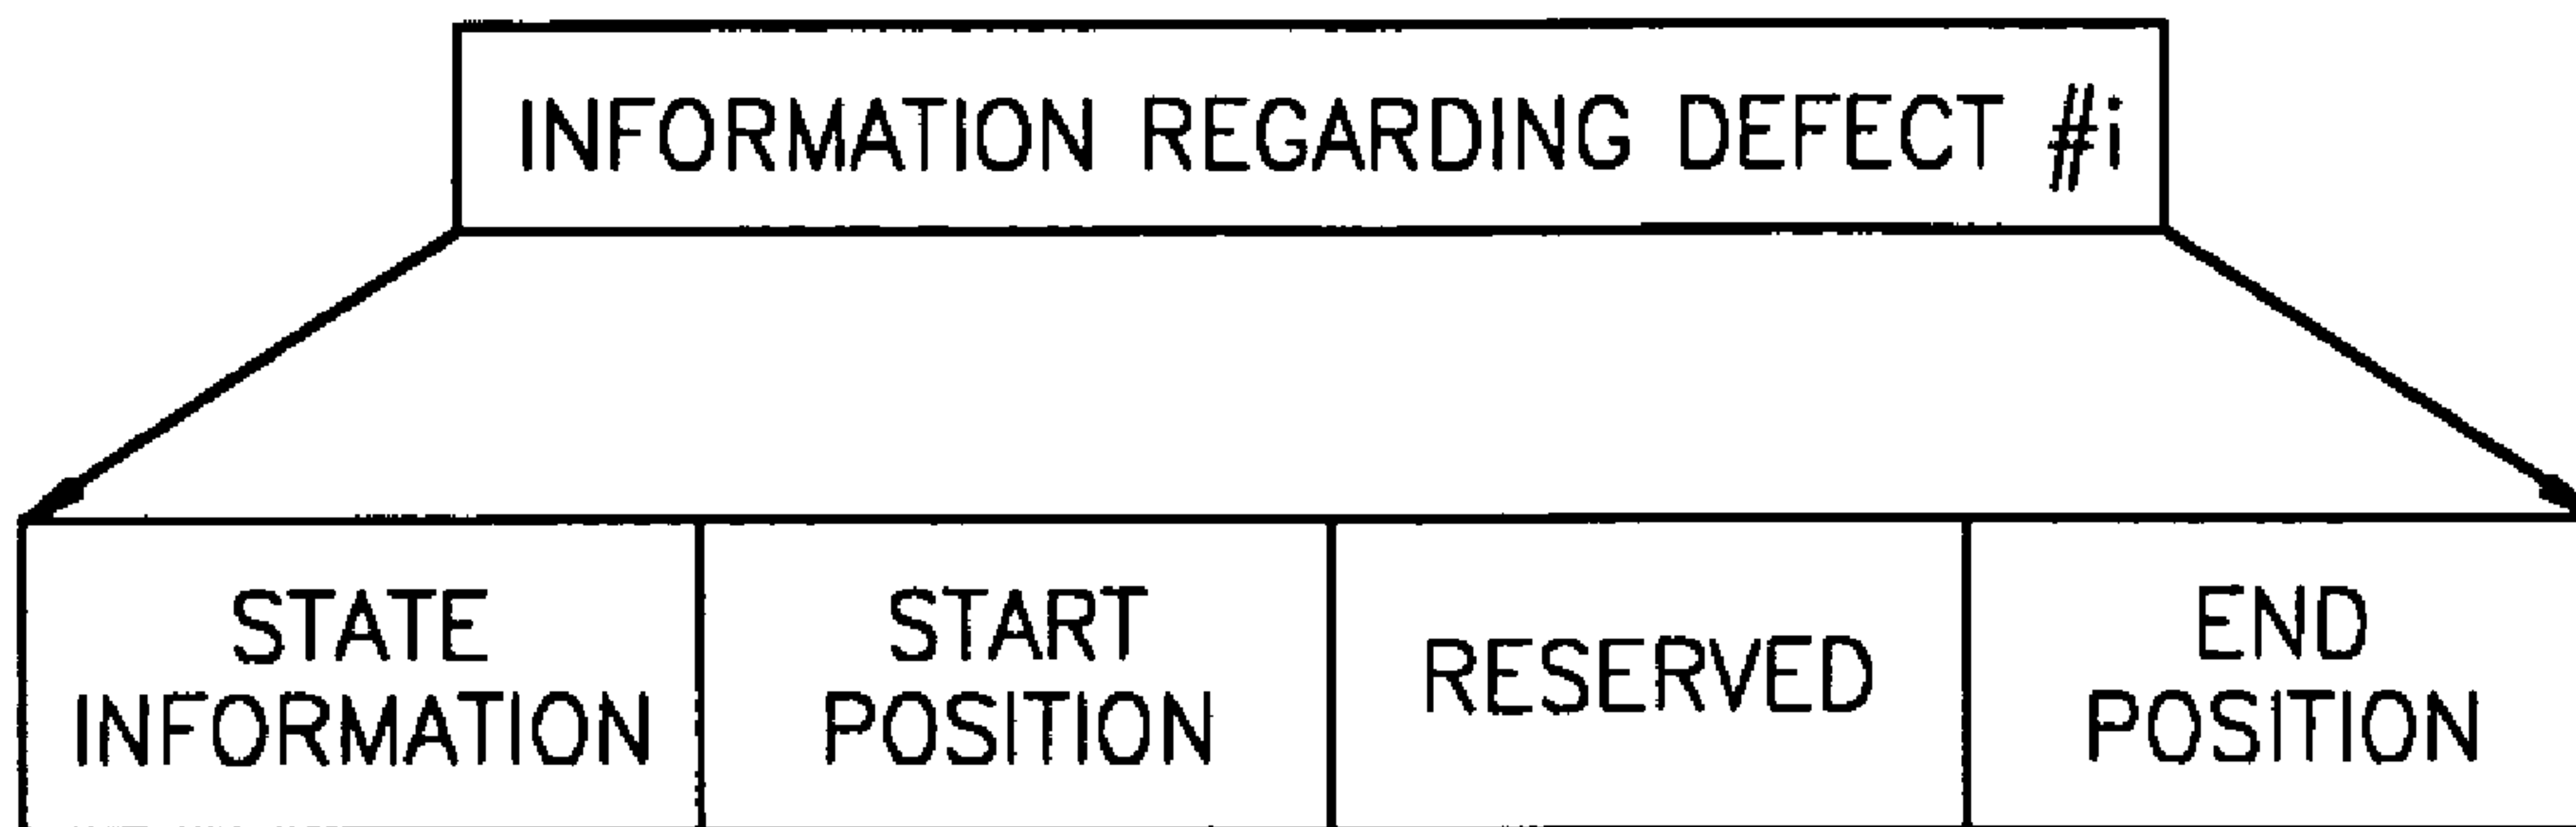 INFORMATION REGARDING DEFECT #i
STATE
INFORMATION
START
POSITION
RESERVED
END
POSITION